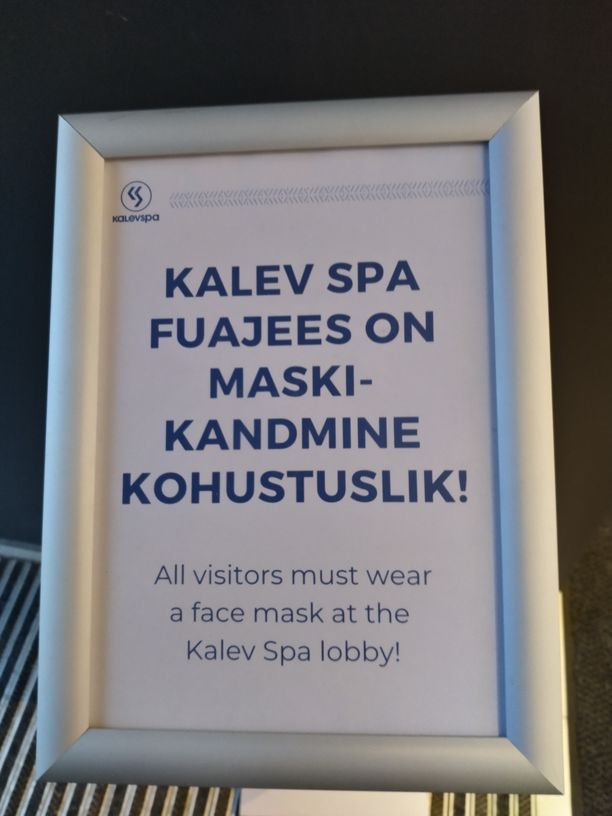 KALEVSPA
KALEV SPA
FUAJEES ON
MASKI-
KANDMINE
KOHUSTUSLIK!
All visitors must wear
a face mask at the
Kalev Spa lobby!